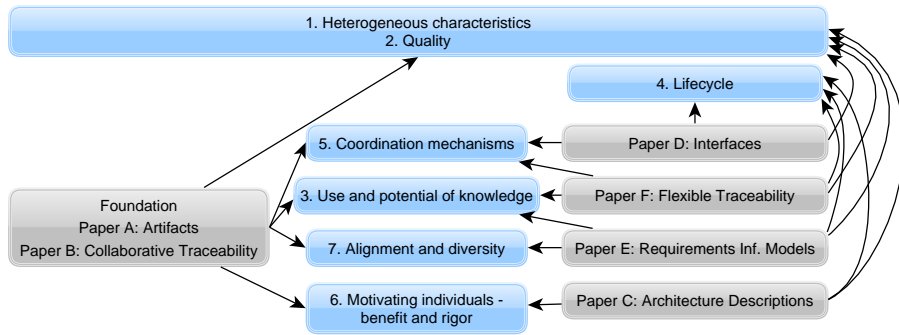 1. Heterogeneous characteristics
2. Quality
4. Lifecycle
5. Coordination mechanisms
Paper D: Interfaces
3. Use and potential of knowledge
Paper F: Flexible Traceability
Foundation
Paper A: Artifacts
Paper B: Collaborative Traceability
7. Alignment and diversity
Paper E: Requirements Inf. Models
6. Motivating individuals -
benefit and rigor
Paper C: Architecture Descriptions